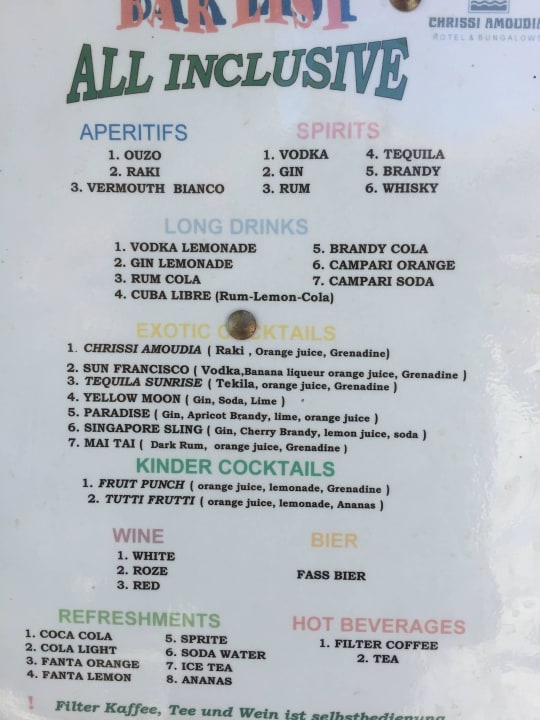 BAR LIST
CHRISSI AMOUDIA
HOTEL & BUNGALOWS
ALL INCLUSIVE
APERITIFS
1. OUZO
2. RAKI
3. VERMOUTH BIANCO
SPIRITS
1. VODKA
2. GIN
3. RUM
4. TEQUILA
5. BRANDY
6. WHISKY
LONG DRINKS
1. VODKA LEMONADE
2. GIN LEMONADE
3. RUM COLA
4. CUBA LIBRE (Rum-Lemon-Cola)
5. BRANDY COLA
6. CAMPARI ORANGE
7. CAMPARI SODA
EXOTIC COCKTAILS
1. CHRISSI AMOUDIA ( Raki , Orange juice, Grenadine)
2. SUN FRANCISCO ( Vodka,Banana liqueur orange juice, Grenadine )
3. TEQUILA SUNRISE ( Tekila, orange juice, Grenadine )
4. YELLOW MOON ( Gin, Soda, Lime )
5. PARADISE ( Gin, Apricot Brandy, lime, orange juice )
6. SINGAPORE SLING ( Gin, Cherry Brandy, lemon juice, soda )
7. MAI TAI ( Dark Rum, orange juice, Grenadine )
KINDER COCKTAILS
1. FRUIT PUNCH ( orange juice, lemonade, Grenadine )
2. TUTTI FRUTTI ( orange juice, lemonade, Ananas )
WINE
1. WHITE
2. ROZE
3. RED
BIER
FASS BIER
REFRESHMENTS
1. COCA COLA
2. COLA LIGHT
3. FANTA ORANGE
4. FANTA LEMON
5. SPRITE
6. SODA WATER
7. ICE TEA
8. ANANAS
HOT BEVERAGES
1. FILTER COFFEE
2. TEA
! Filter Kaffee, Tee und Wein ist selbstbedienung